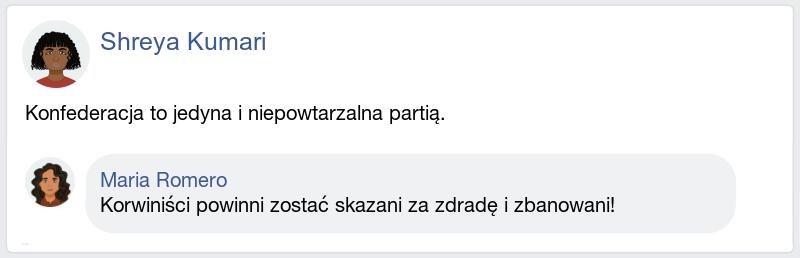 Shreya Kumari
Konfederacja to jedyna i niepowtarzalna partią.
Maria Romero
Korwiniści powinni zostać skazani za zdradę i zbanowani!